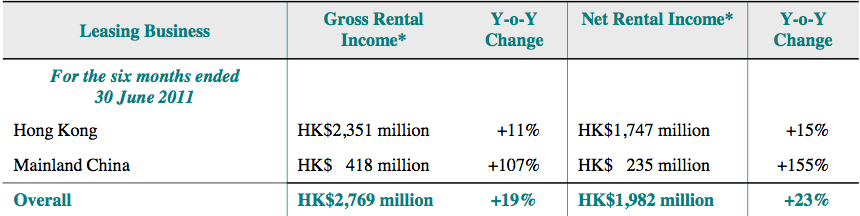 Leasing Business Gross Rental Income* Y-o-Y Change Net Rental Income* Y-o-Y Change
For the six months ended
30 June 2011
Hong Kong HK$2,351 million +11% HK$1,747 million +15%
Mainland China HK$ 418 million +107% HK$ 235 million +155%
Overall HK$2,769 million +19% HK$1,982 million +23%